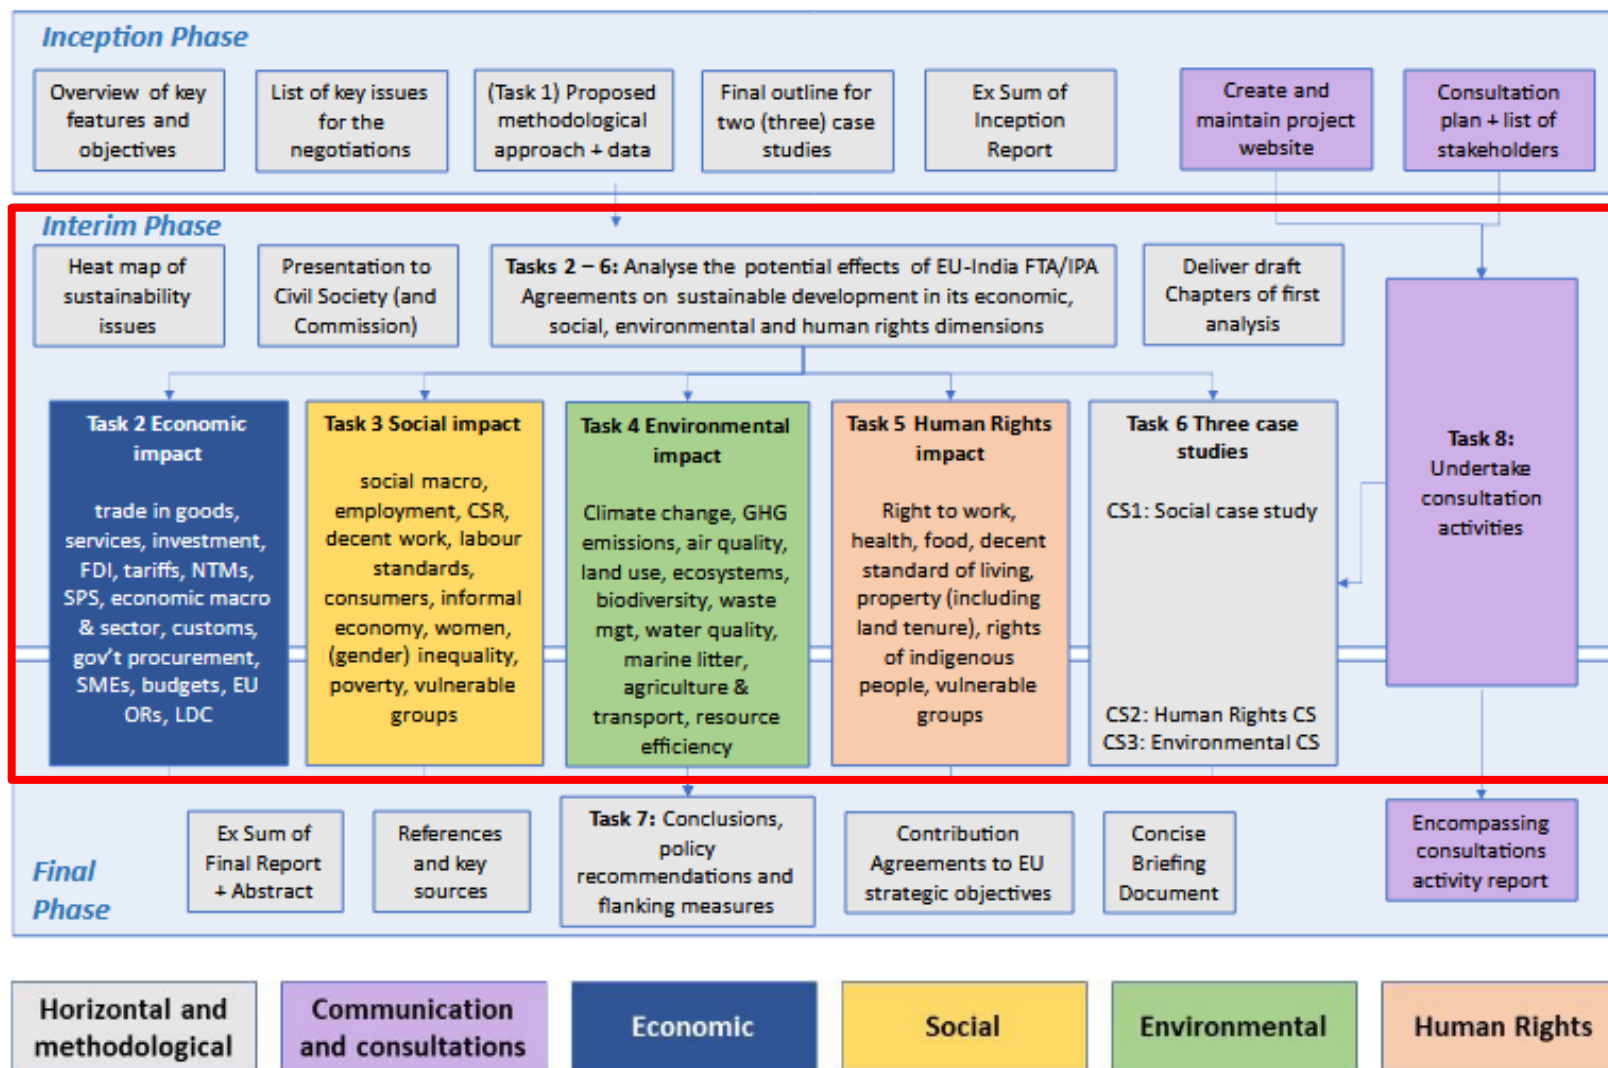 Inception Phase
Overview of key
features and
objectives
List of key issues
for the
negotiations
(Task 1) Proposed
methodological
approach + data
Final outline for
two (three) case
studies
Ex Sum of
Inception
Report
Create and
maintain project
website
Consultation
plan + list of
stakeholders
Interim Phase
Heat map of
sustainability
issues
Presentation to
Civil Society (and
Commission)
Tasks 2 – 6: Analyse the potential effects of EU-India FTA/IPA
Agreements on sustainable development in its economic,
social, environmental and human rights dimensions
Deliver draft
Chapters of first
analysis
Task 2 Economic
impact
trade in goods,
services, investment,
FDI, tariffs, NTMs,
SPS, economic macro
& sector, customs,
gov't procurement,
SMEs, budgets, EU
ORs, LDC
Task 3 Social impact
social macro,
employment, CSR,
decent work, labour
standards,
consumers, informal
economy, women,
(gender) inequality,
poverty, vulnerable
groups
Task 4 Environmental
impact
Climate change, GHG
emissions, air quality,
land use, ecosystems,
biodiversity, waste
mgt, water quality,
marine litter,
agriculture &
transport, resource
efficiency
Task 5 Human Rights
impact
Right to work,
health, food, decent
standard of living,
property (including
land tenure), rights
of indigenous
people, vulnerable
groups
Task 6 Three case
studies
CS1: Social case study
CS2: Human Rights CS
CS3: Environmental CS
Task 8:
Undertake
consultation
activities
Final
Phase
Ex Sum of
Final Report
+ Abstract
References
and key
sources
Task 7: Conclusions,
policy
recommendations and
flanking measures
Contribution
Agreements to EU
strategic objectives
Concise
Briefing
Document
Encompassing
consultations
activity report
Horizontal and
methodological
Communication
and consultations
Economic
Social
Environmental
Human Rights